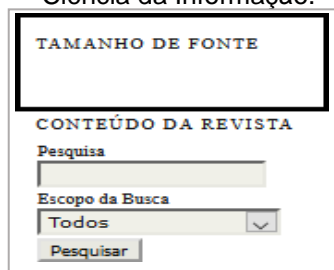 Ciência da Informação.
TAMANHO DE FONTE
CONTEÚDO DA REVISTA
Pesquisa
Escopo da Busca
Todos
Pesquisar